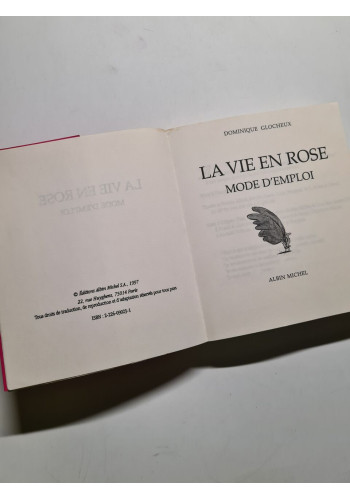 © Éditions Albin Michel S.A., 1997
22, rue Huyghens, 75014 Paris
Tous droits de traduction, de reproduction et d'adaptation réservés pour tous pays.
DOMINIQUE GLOCHEUX
LA VIE EN ROSE
MODE D'EMPLOI
ALBIN MICHEL